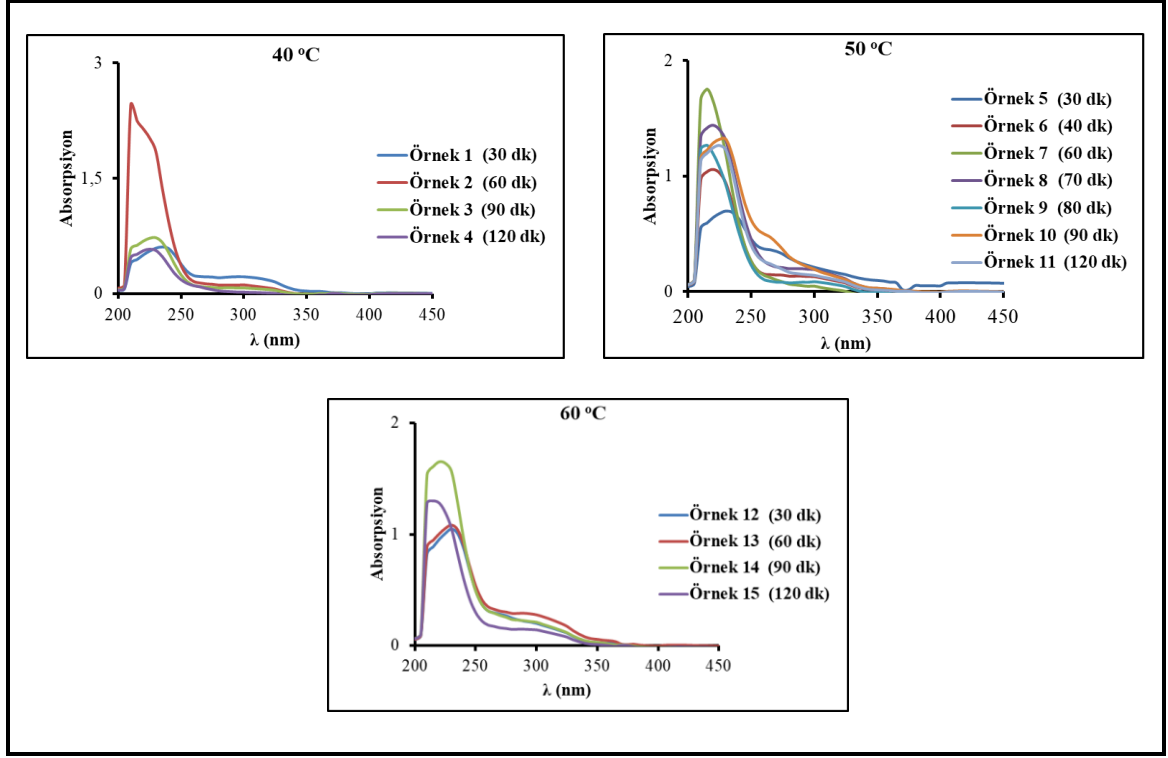 40 ᵒC
3
1,5
0
Absorpsiyon
200 250 300 350 400 450
λ (nm)
Örnek 1 (30 dk)
Örnek 2 (60 dk)
Örnek 3 (90 dk)
Örnek 4 (120 dk)
50 ᵒC
2
1
0
Absorpsiyon
200 250 300 350 400 450
λ (nm)
Örnek 5 (30 dk)
Örnek 6 (40 dk)
Örnek 7 (60 dk)
Örnek 8 (70 dk)
Örnek 9 (80 dk)
Örnek 10 (90 dk)
Örnek 11 (120 dk)
60 ᵒC
2
1
0
Absorpsiyon
200 250 300 350 400 450
λ (nm)
Örnek 12 (30 dk)
Örnek 13 (60 dk)
Örnek 14 (90 dk)
Örnek 15 (120 dk)